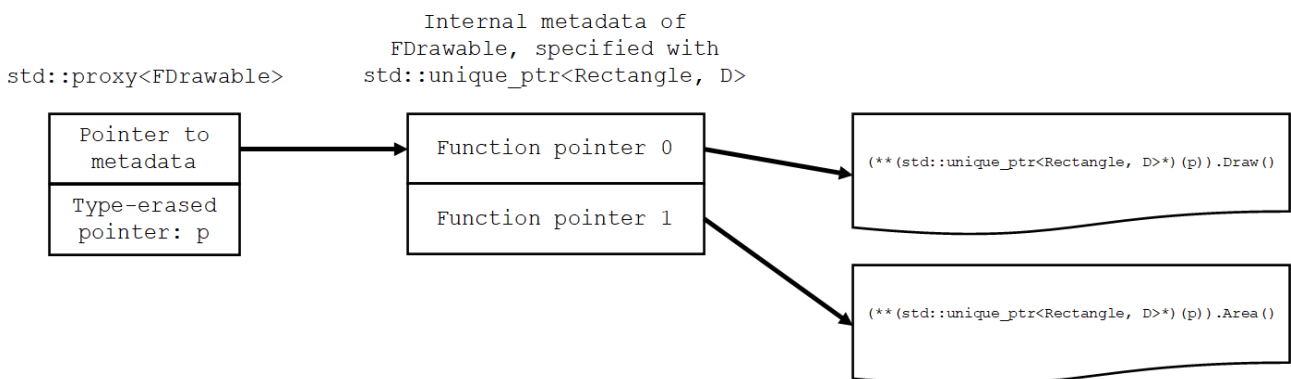 Internal metadata of
FDrawable, specified with
std::proxy<FDrawable>
std::unique_ptr<Rectangle, D>
Pointer to
metadata
Type-erased
pointer: p
Function pointer 0
Function pointer 1
(**(std::unique_ptr<Rectangle, D>*)(p)).Draw()
(**(std::unique_ptr<Rectangle, D>*)(p)).Area()